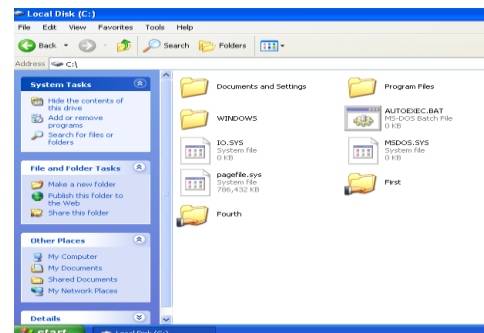 Local Disk (C:)
File Edit View Favorites Tools Help
Back Search Folders
Address C:\
System Tasks
Hide the contents of
this drive
Add or remove
programs
Search for files or
folders
File and Folder Tasks
Make a new folder
Publish this folder to
the Web
Share this folder
Other Places
My Computer
My Documents
Shared Documents
My Network Places
Details
Documents and Settings
Program Files
WINDOWS
AUTOEXEC.BAT
MS-DOS Batch File
0 KB
IO.SYS
System file
0 KB
MSDOS.SYS
System file
0 KB
pagefile.sys
System file
786,432 KB
First
Fourth
start Local Disk (C:)